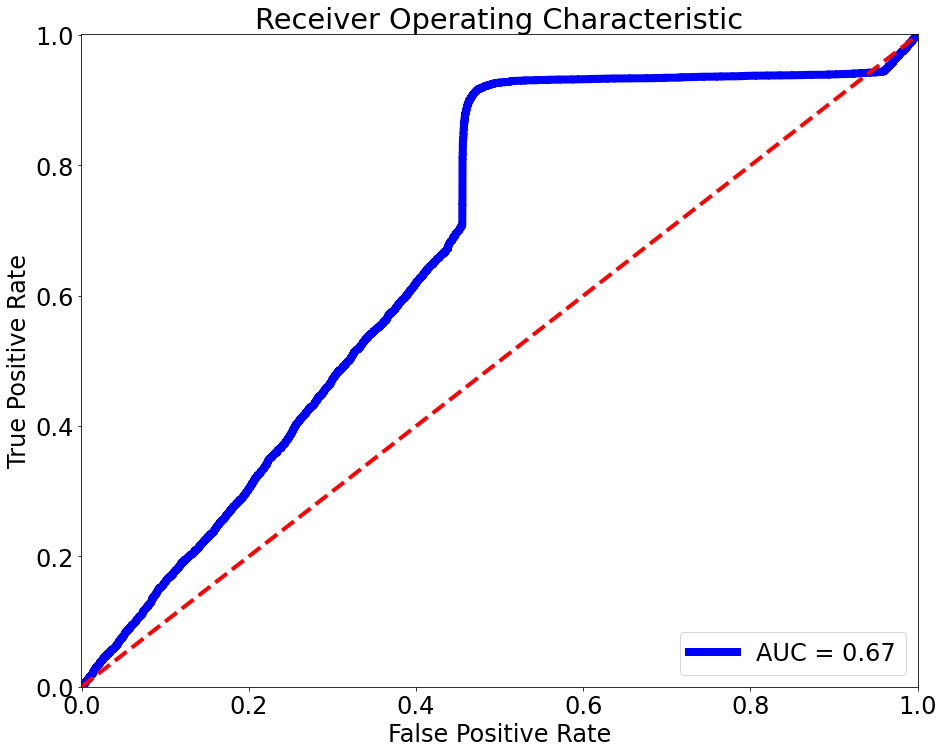 Receiver Operating Characteristic
1.0
0.8
0.6
0.4
0.2
0.0
True Positive Rate
AUC = 0.67
0.0 0.2 0.4 0.6 0.8 1.0
False Positive Rate